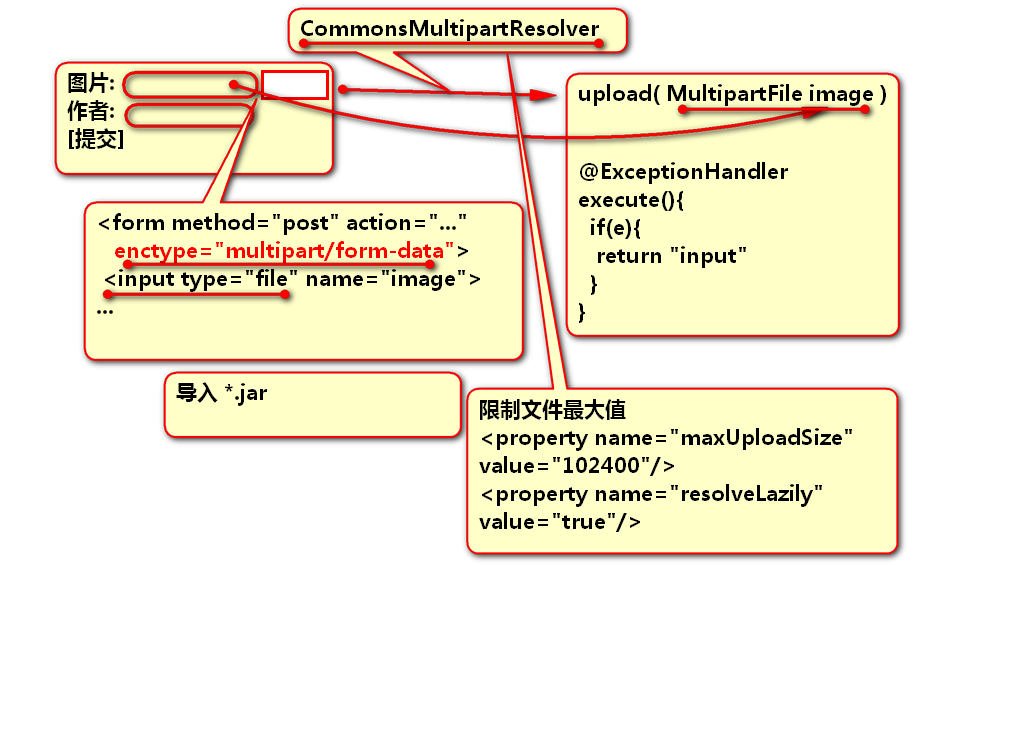 CommonsMultipartResolver
图片:
作者:
[提交]
upload( MultipartFile image )
@ExceptionHandler
execute(){
if(e){
return "input"
}
}
<form method="post" action="..."
enctype="multipart/form-data">
<input type="file" name="image">
...
导入 *.jar
限制文件最大值
<property name="maxUploadSize"
value="102400"/>
<property name="resolveLazily"
value="true"/>